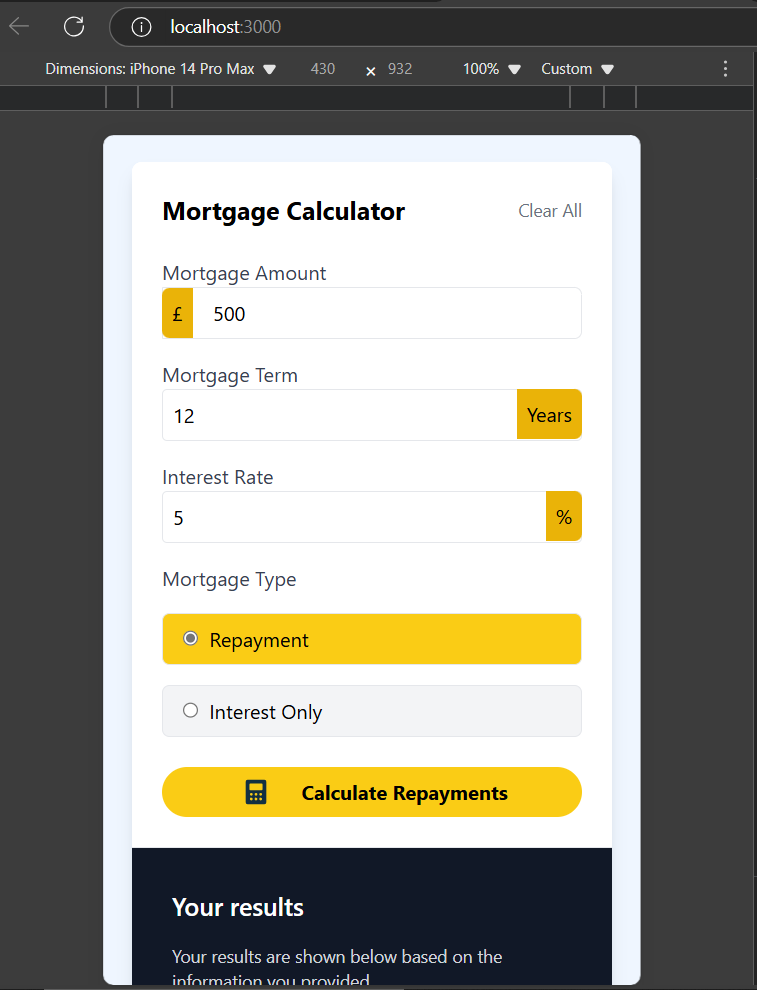 localhost:3000
Dimensions: iPhone 14 Pro Max 430 × 932 100% Custom
Mortgage Calculator Clear All
Mortgage Amount
£ 500
Mortgage Term
12 Years
Interest Rate
5 %
Mortgage Type
Repayment
Interest Only
Calculate Repayments
Your results
Your results are shown below based on the
information you provided